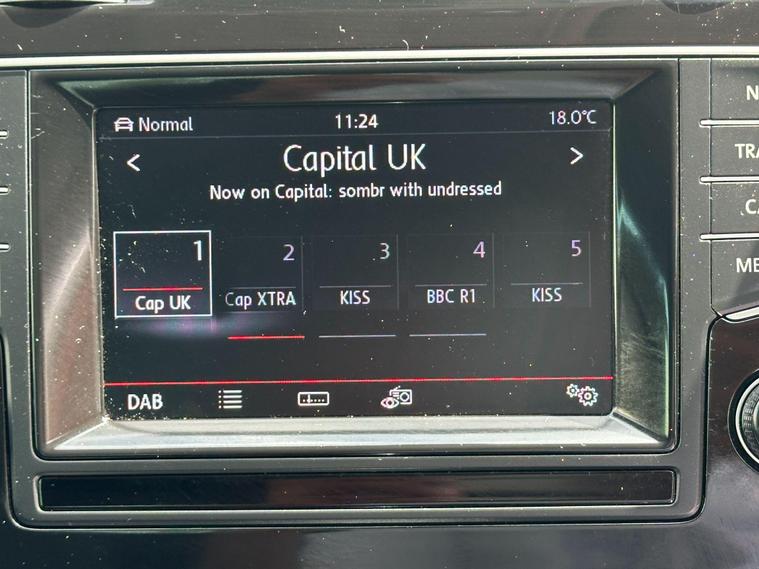 Normal 11:24 18.0°C
< Capital UK >
Now on Capital: sombr with undressed
1 2 3 4 5
Cap UK Cap XTRA KISS BBC R1 KISS
DAB